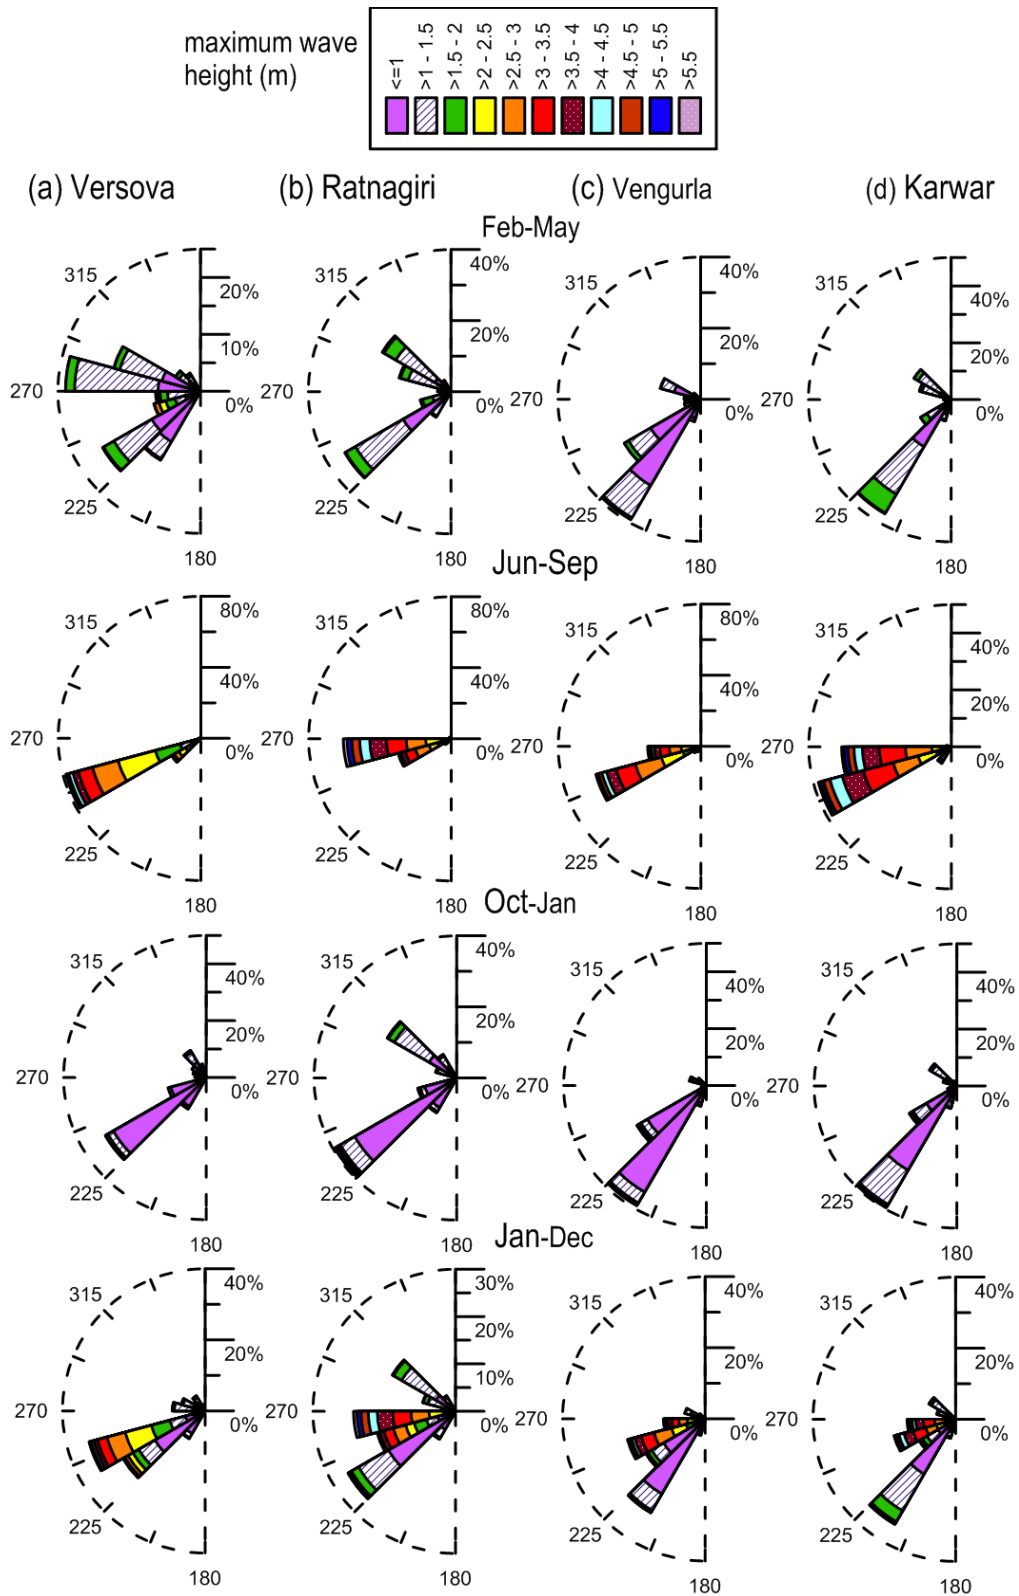 maximum wave
height (m)
<=1
>1 - 1.5
>1.5 - 2
>2 - 2.5
>2.5 - 3
>3 - 3.5
>3.5 - 4
>4 - 4.5
>4.5 - 5
>5 - 5.5
>5.5
(a) Versova (b) Ratnagiri (c) Vengurla (d) Karwar
Feb-May
315 20% 10% 0% 270 225 180
315 40% 20% 0% 270 225 180
315 40% 20% 0% 270 225 180
315 40% 20% 0% 270 225 180
Jun-Sep
315 80% 40% 0% 270 225 180
315 80% 40% 0% 270 225 180
315 80% 40% 0% 270 225 180
315 40% 20% 0% 270 225 180
Oct-Jan
315 40% 20% 0% 270 225 180
315 40% 20% 0% 270 225 180
315 40% 20% 0% 270 225 180
315 40% 20% 0% 270 225 180
Jan-Dec
315 40% 20% 0% 270 225 180
315 30% 20% 10% 0% 270 225 180
315 40% 20% 0% 270 225 180
315 40% 20% 0% 270 225 180